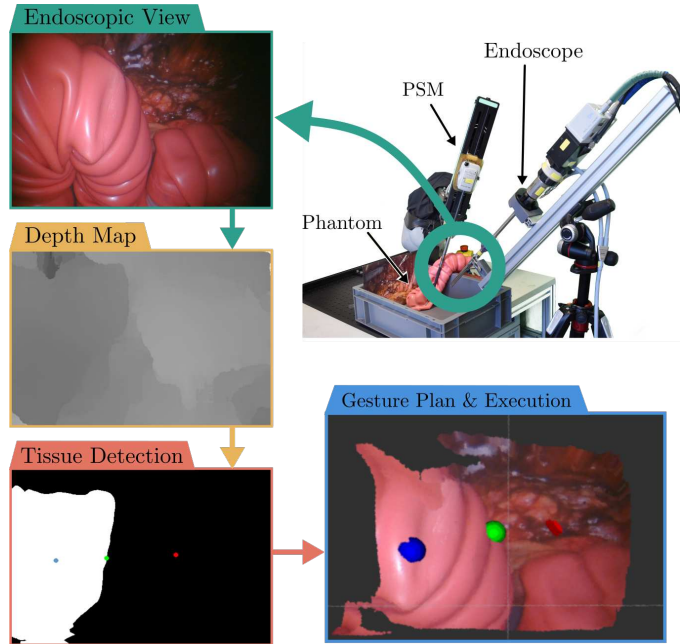 Endoscopic View
Endoscope
PSM
Phantom
Depth Map
Gesture Plan & Execution
Tissue Detection